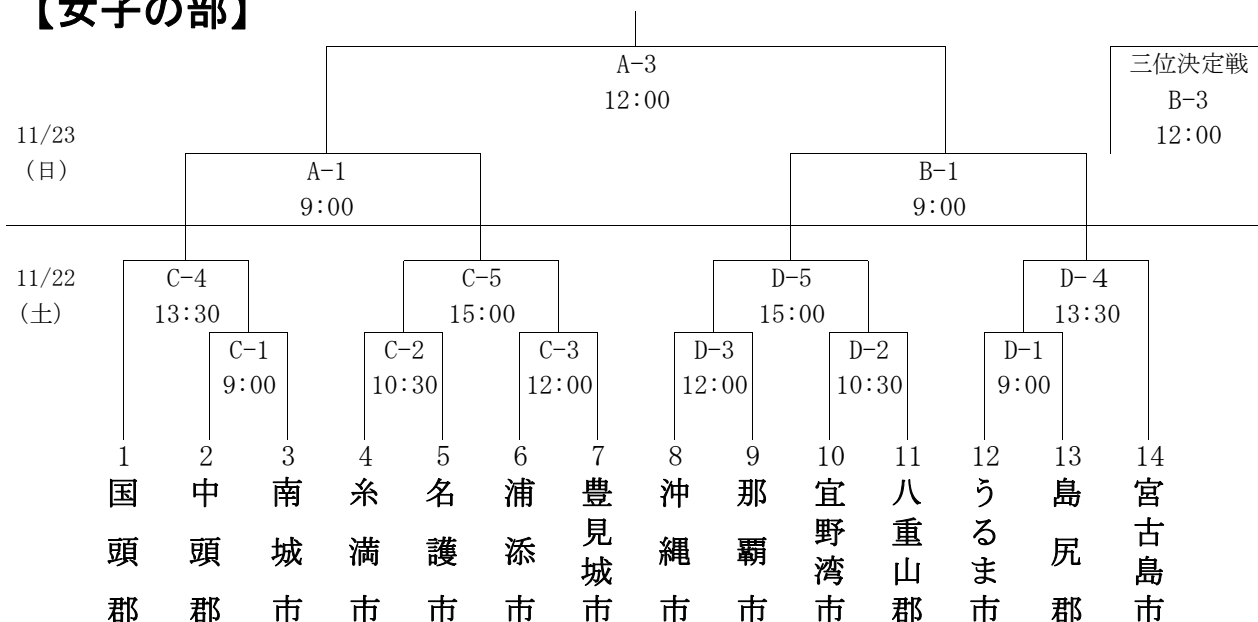 【女子の部】
A-3
12:00
三位決定戦
B-3
12:00
11/23
（日）
A-1
9:00
B-1
9:00
11/22
（土）
C-4
13:30
C-5
15:00
D-5
15:00
D-４
13:30
C-1
9:00
C-2
10:30
C-3
12:00
D-3
12:00
D-2
10:30
D-1
9:00
1 国頭郡
2 中頭郡
3 南城市
4 糸満市
5 名護市
6 浦添市
7 豊見城市
8 沖縄市
9 那覇市
10 宜野湾市
11 八重山郡
12 うるま市
13 島尻郡
14 宮古島市